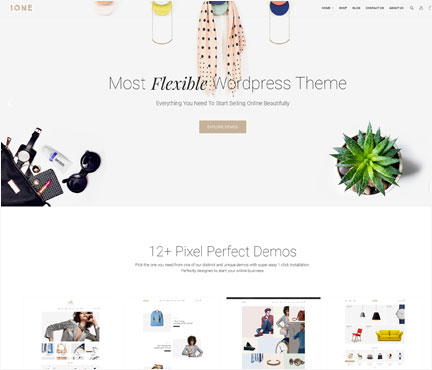 IONE
HOME SHOP BLOG CONTACT US ABOUT US
Most Flexible Wordpress Theme
Everything You Need To Start Selling Online Beautifully
EXPLORE DEMOS
12+ Pixel Perfect Demos
Pick the one you need from one of our distinct and unique demos with super easy 1 click installation
Perfectly designed to start your online business